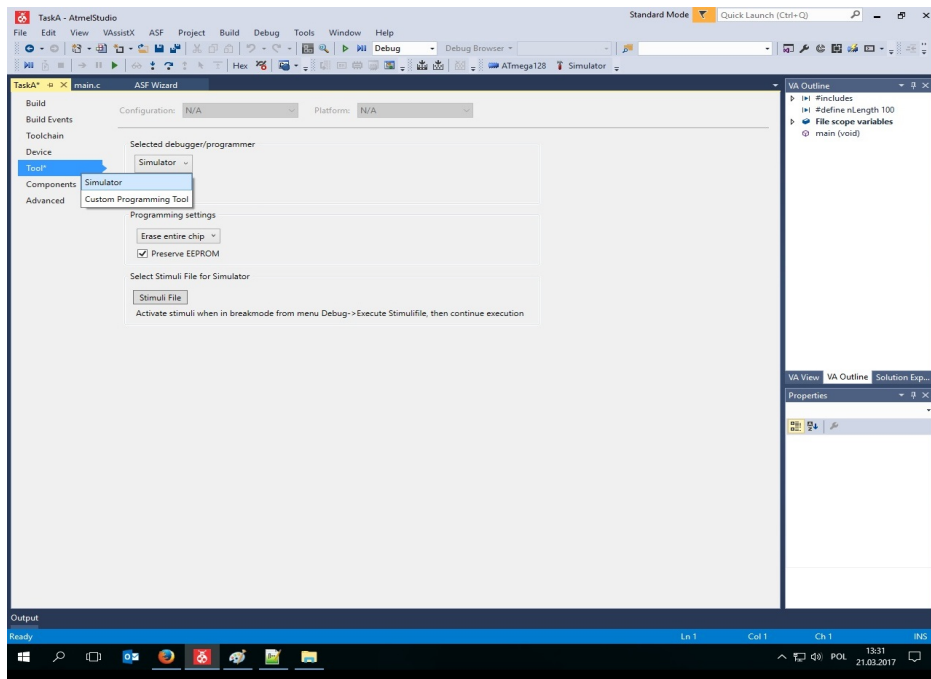 TaskA - AtmelStudio
Standard Mode
Quick Launch (Ctrl+Q)
File Edit View VAssistX ASF Project Build Debug Tools Window Help
Debug
Debug Browser
Hex
ATmega128
Simulator
TaskA*
main.c
ASF Wizard
Build
Build Events
Toolchain
Device
Tool*
Components
Advanced
Configuration: N/A
Platform: N/A
Selected debugger/programmer
Simulator
Simulator
Custom Programming Tool
Programming settings
Erase entire chip
Preserve EEPROM
Select Stimuli File for Simulator
Stimuli File
Activate stimuli when in breakmode from menu Debug->Execute Stimulifile, then continue execution
VA Outline
#includes
#define nLength 100
File scope variables
main (void)
VA View VA Outline Solution Exp...
Properties
Output
Ready
Ln 1 Col 1 Ch 1 INS
POL
13:31
21.03.2017